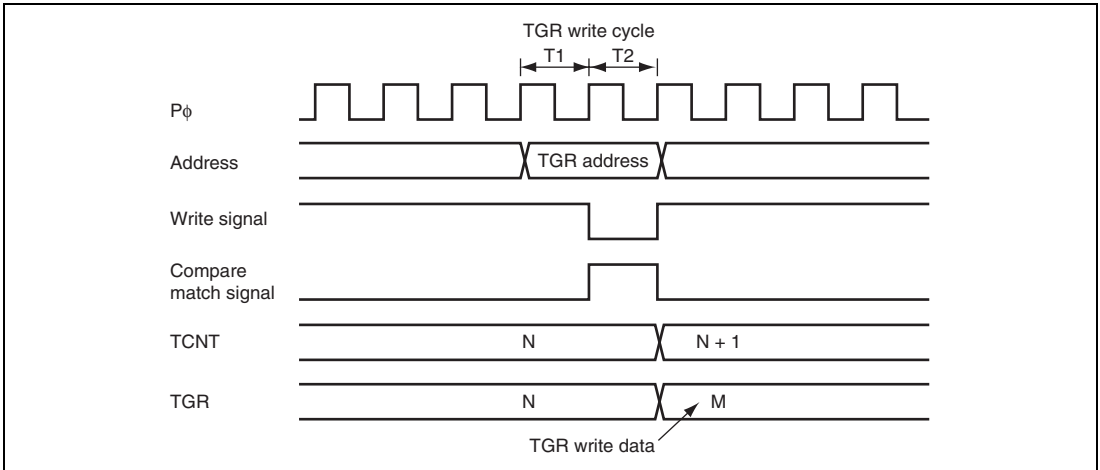 TGR write cycle
T1 T2
Pϕ
Address TGR address
Write signal
Compare
match signal
TCNT N N + 1
TGR N M
TGR write data